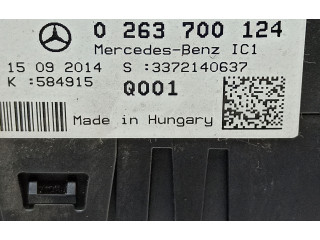 0 263 700 124
Mercedes-Benz IC1
15 09 2014 S :3372140637
K :584915 Q001
Made in Hungary